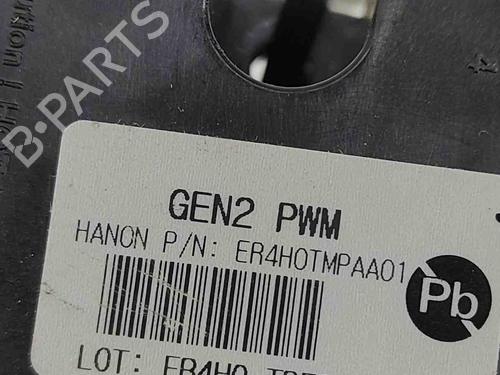 B-PARTS
GEN2 PWM
HANON P/N: ER4H0TMPAA01
Pb
LOT: ER4H0